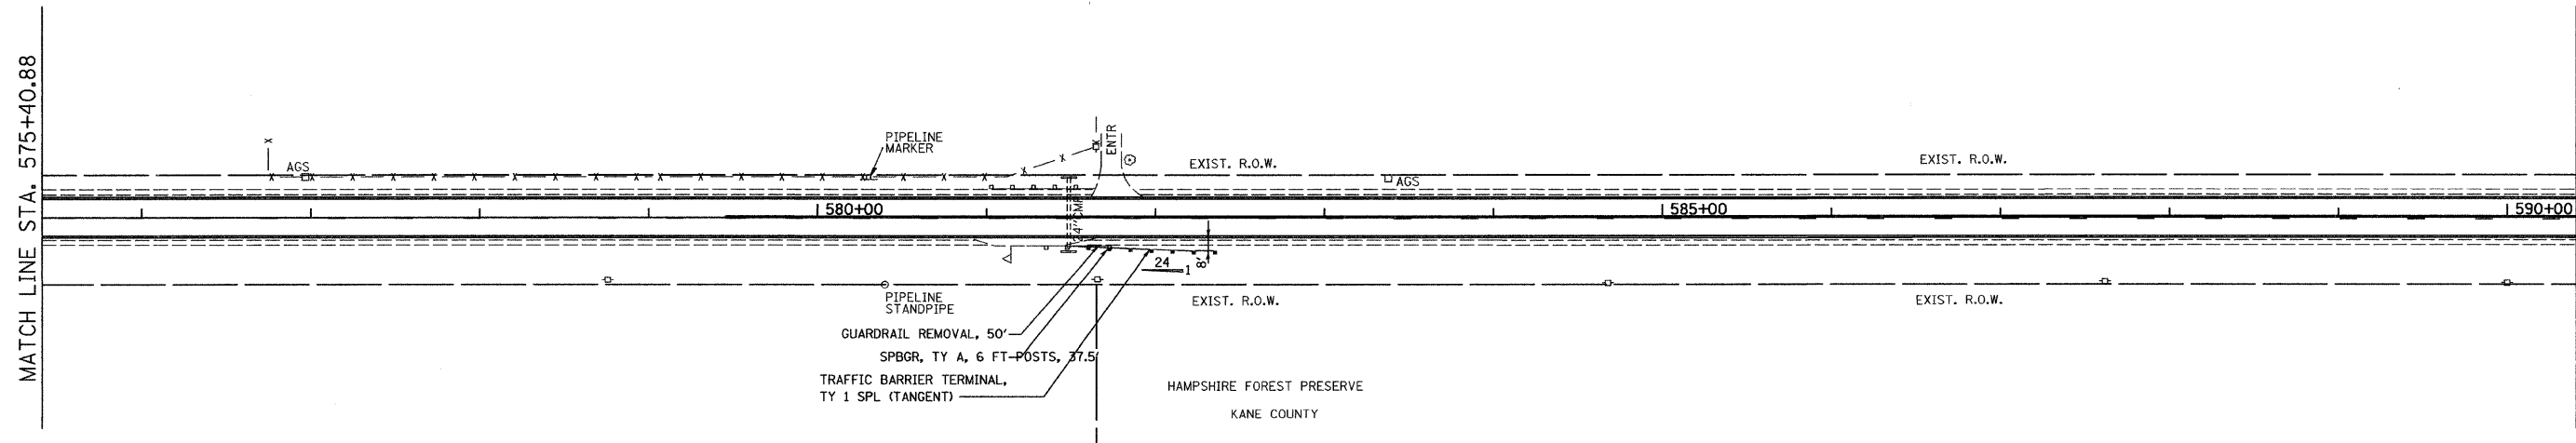 MATCH LINE STA. 575+40.88
AGS
PIPELINE
MARKER
ENTR
EXIST. R.O.W.
AGS
EXIST. R.O.W.
580+00
585+00
590+00
24"CMP
24
1
8'
PIPELINE
STANDPIPE
EXIST. R.O.W.
EXIST. R.O.W.
GUARDRAIL REMOVAL, 50'
SPBGR, TY A, 6 FT POSTS, 37.5'
TRAFFIC BARRIER TERMINAL,
TY 1 SPL (TANGENT)
HAMPSHIRE FOREST PRESERVE
KANE COUNTY